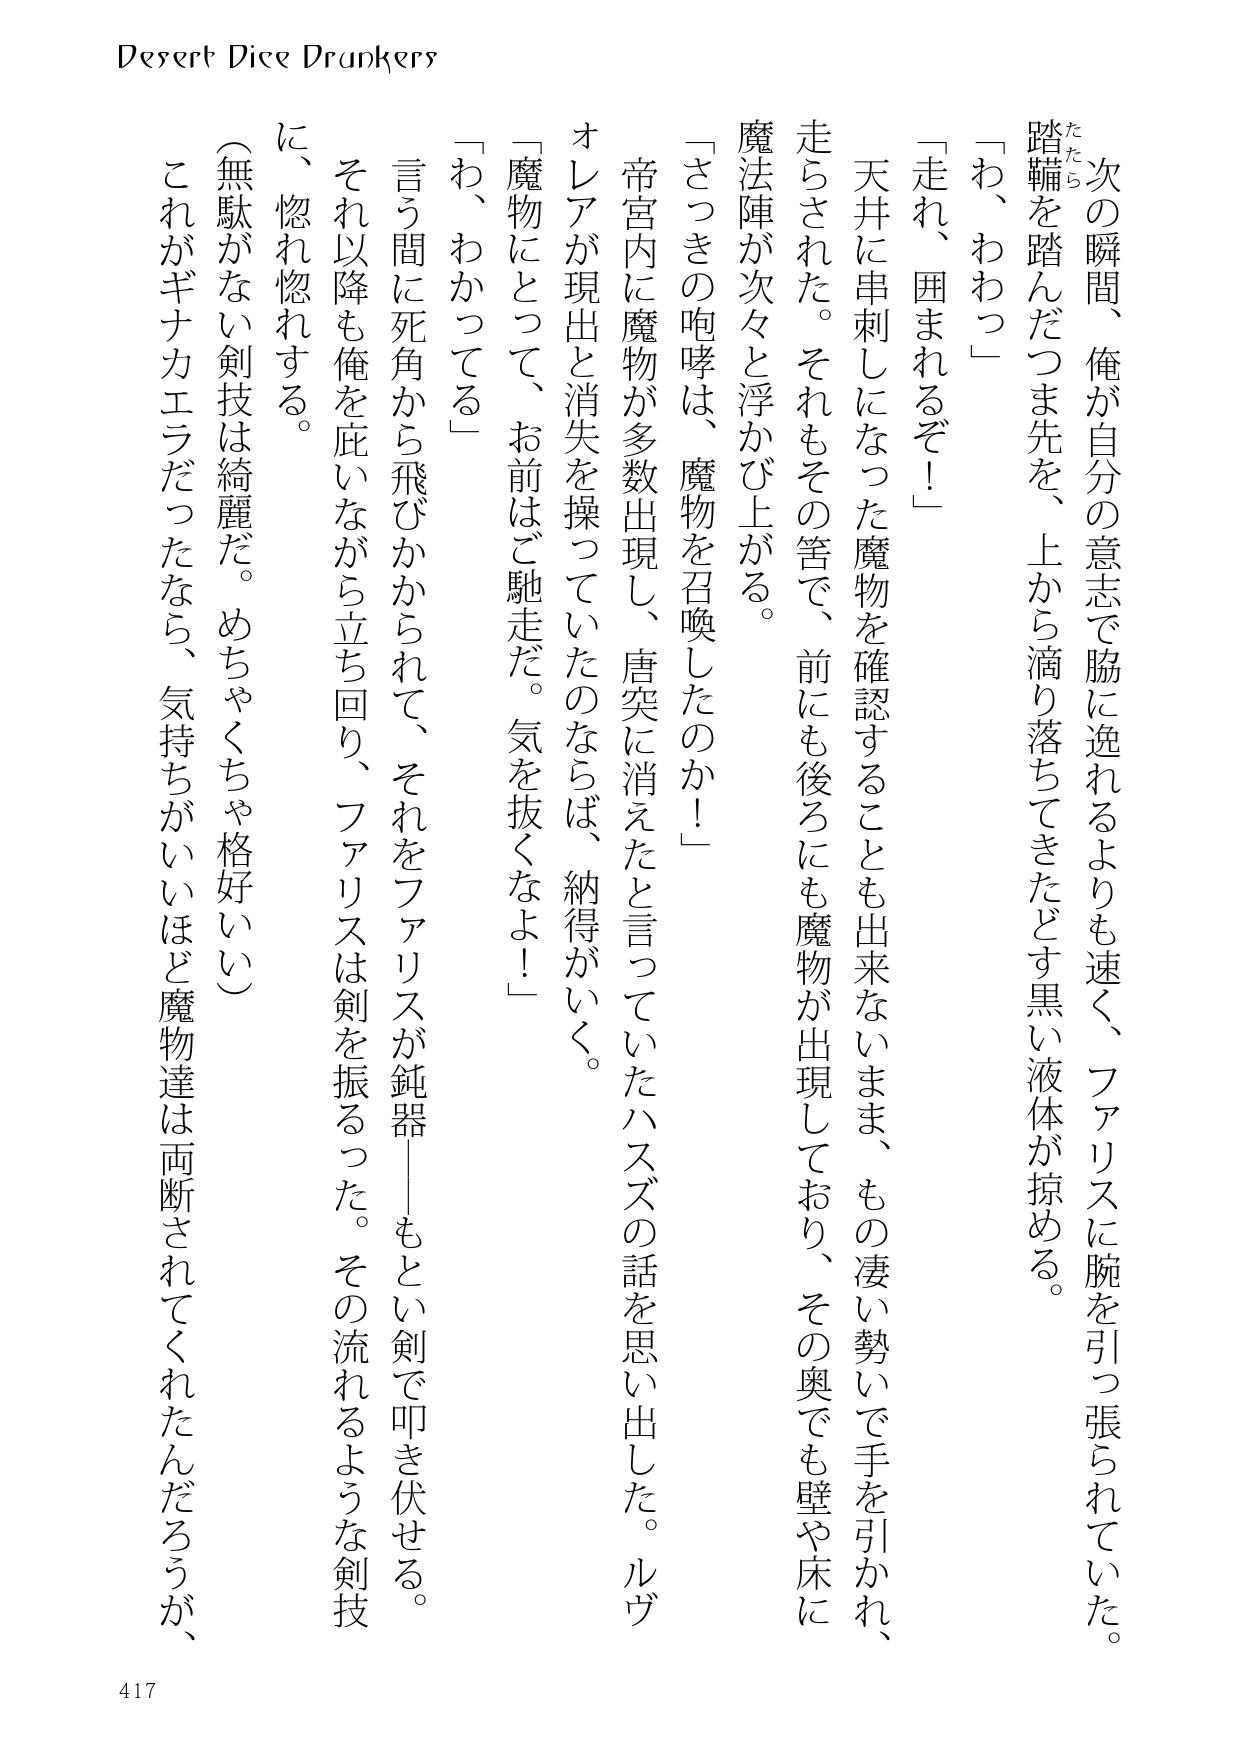 Desert Dice Drunkers
次の瞬間、俺が自分の意志で脇に逸れるよりも速く、ファリスに腕を引っ張られていた。
踏鞴を踏んだつま先を、上から滴り落ちてきたどす黒い液体が掠める。
たたら
「わ、わわっ」
「走れ、囲まれるぞ！」
天井に串刺しになった魔物を確認することも出来ないまま、もの凄い勢いで手を引かれ、
走らされた。それもその筈で、前にも後ろにも魔物が出現しており、その奥でも壁や床に
魔法陣が次々と浮かび上がる。
「さっきの咆哮は、魔物を召喚したのか！」
帝宮内に魔物が多数出現し、唐突に消えたと言っていたハスズの話を思い出した。ルヴ
オレアが現出と消失を操っていたのならば、納得がいく。
「魔物にとって、お前はご馳走だ。気を抜くなよ！」
「わ、わかってる」
言う間に死角から飛びかかられて、それをファリスが鈍器――もとい剣で叩き伏せる。
それ以降も俺を庇いながら立ち回り、ファリスは剣を振るった。その流れるような剣技
に、惚れ惚れする。
（無駄がない剣技は綺麗だ。めちゃくちゃ格好いい）
これがギナカエラだったなら、気持ちがいいほど魔物達は両断されてくれたんだろうが、
417